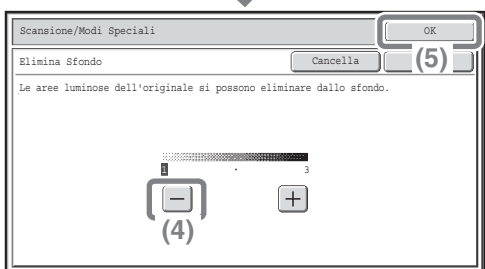 Scansione/Modi Speciali
OK
Elimina Sfondo
Cancella
(5)
Le aree luminose dell'originale si possono eliminare dallo sfondo.
1
3
(4)